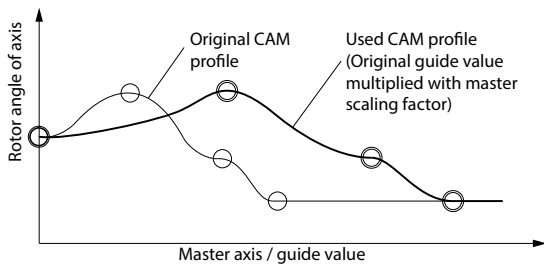 Original CAM
profile
Used CAM profile
(Original guide value
multiplied with master
scaling factor)
Rotor angle of axis
Master axis / guide value